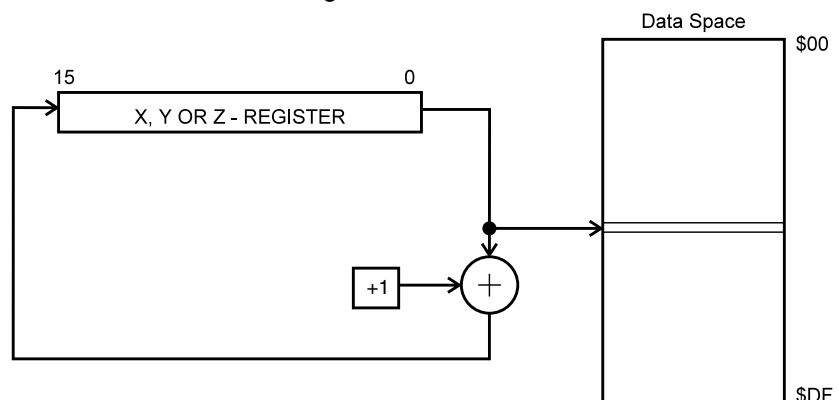 Data Space
$00
15 0
X, Y OR Z - REGISTER
+1
+
$DF